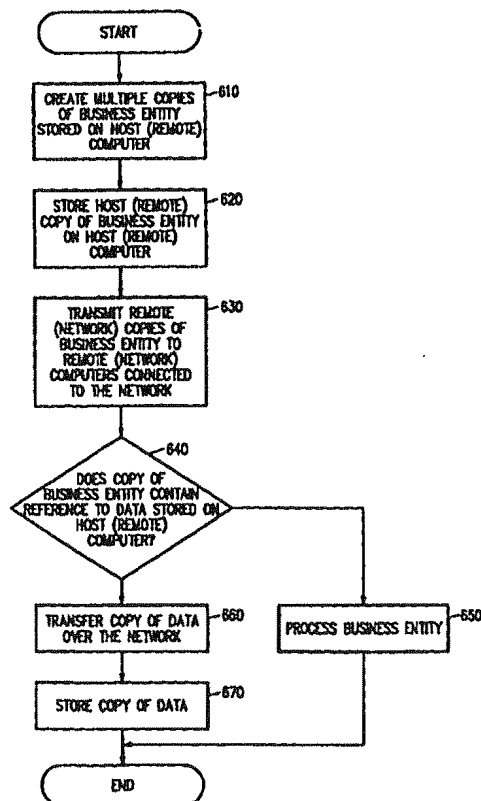 START
CREATE MULTIPLE COPIES
OF BUSINESS ENTITY
STORED ON HOST (REMOTE)
COMPUTER
610
STORE HOST (REMOTE)
COPY OF BUSINESS ENTITY
ON HOST (REMOTE)
COMPUTER
620
TRANSMIT REMOTE
(NETWORK) COPIES OF
BUSINESS ENTITY TO
REMOTE (NETWORK)
COMPUTERS CONNECTED
TO THE NETWORK
630
640
DOES COPY OF
BUSINESS ENTITY CONTAIN
REFERENCE TO DATA STORED ON
HOST (REMOTE)
COMPUTER?
TRANSFER COPY OF DATA
OVER THE NETWORK
660
PROCESS BUSINESS ENTITY
650
STORE COPY OF DATA
670
END